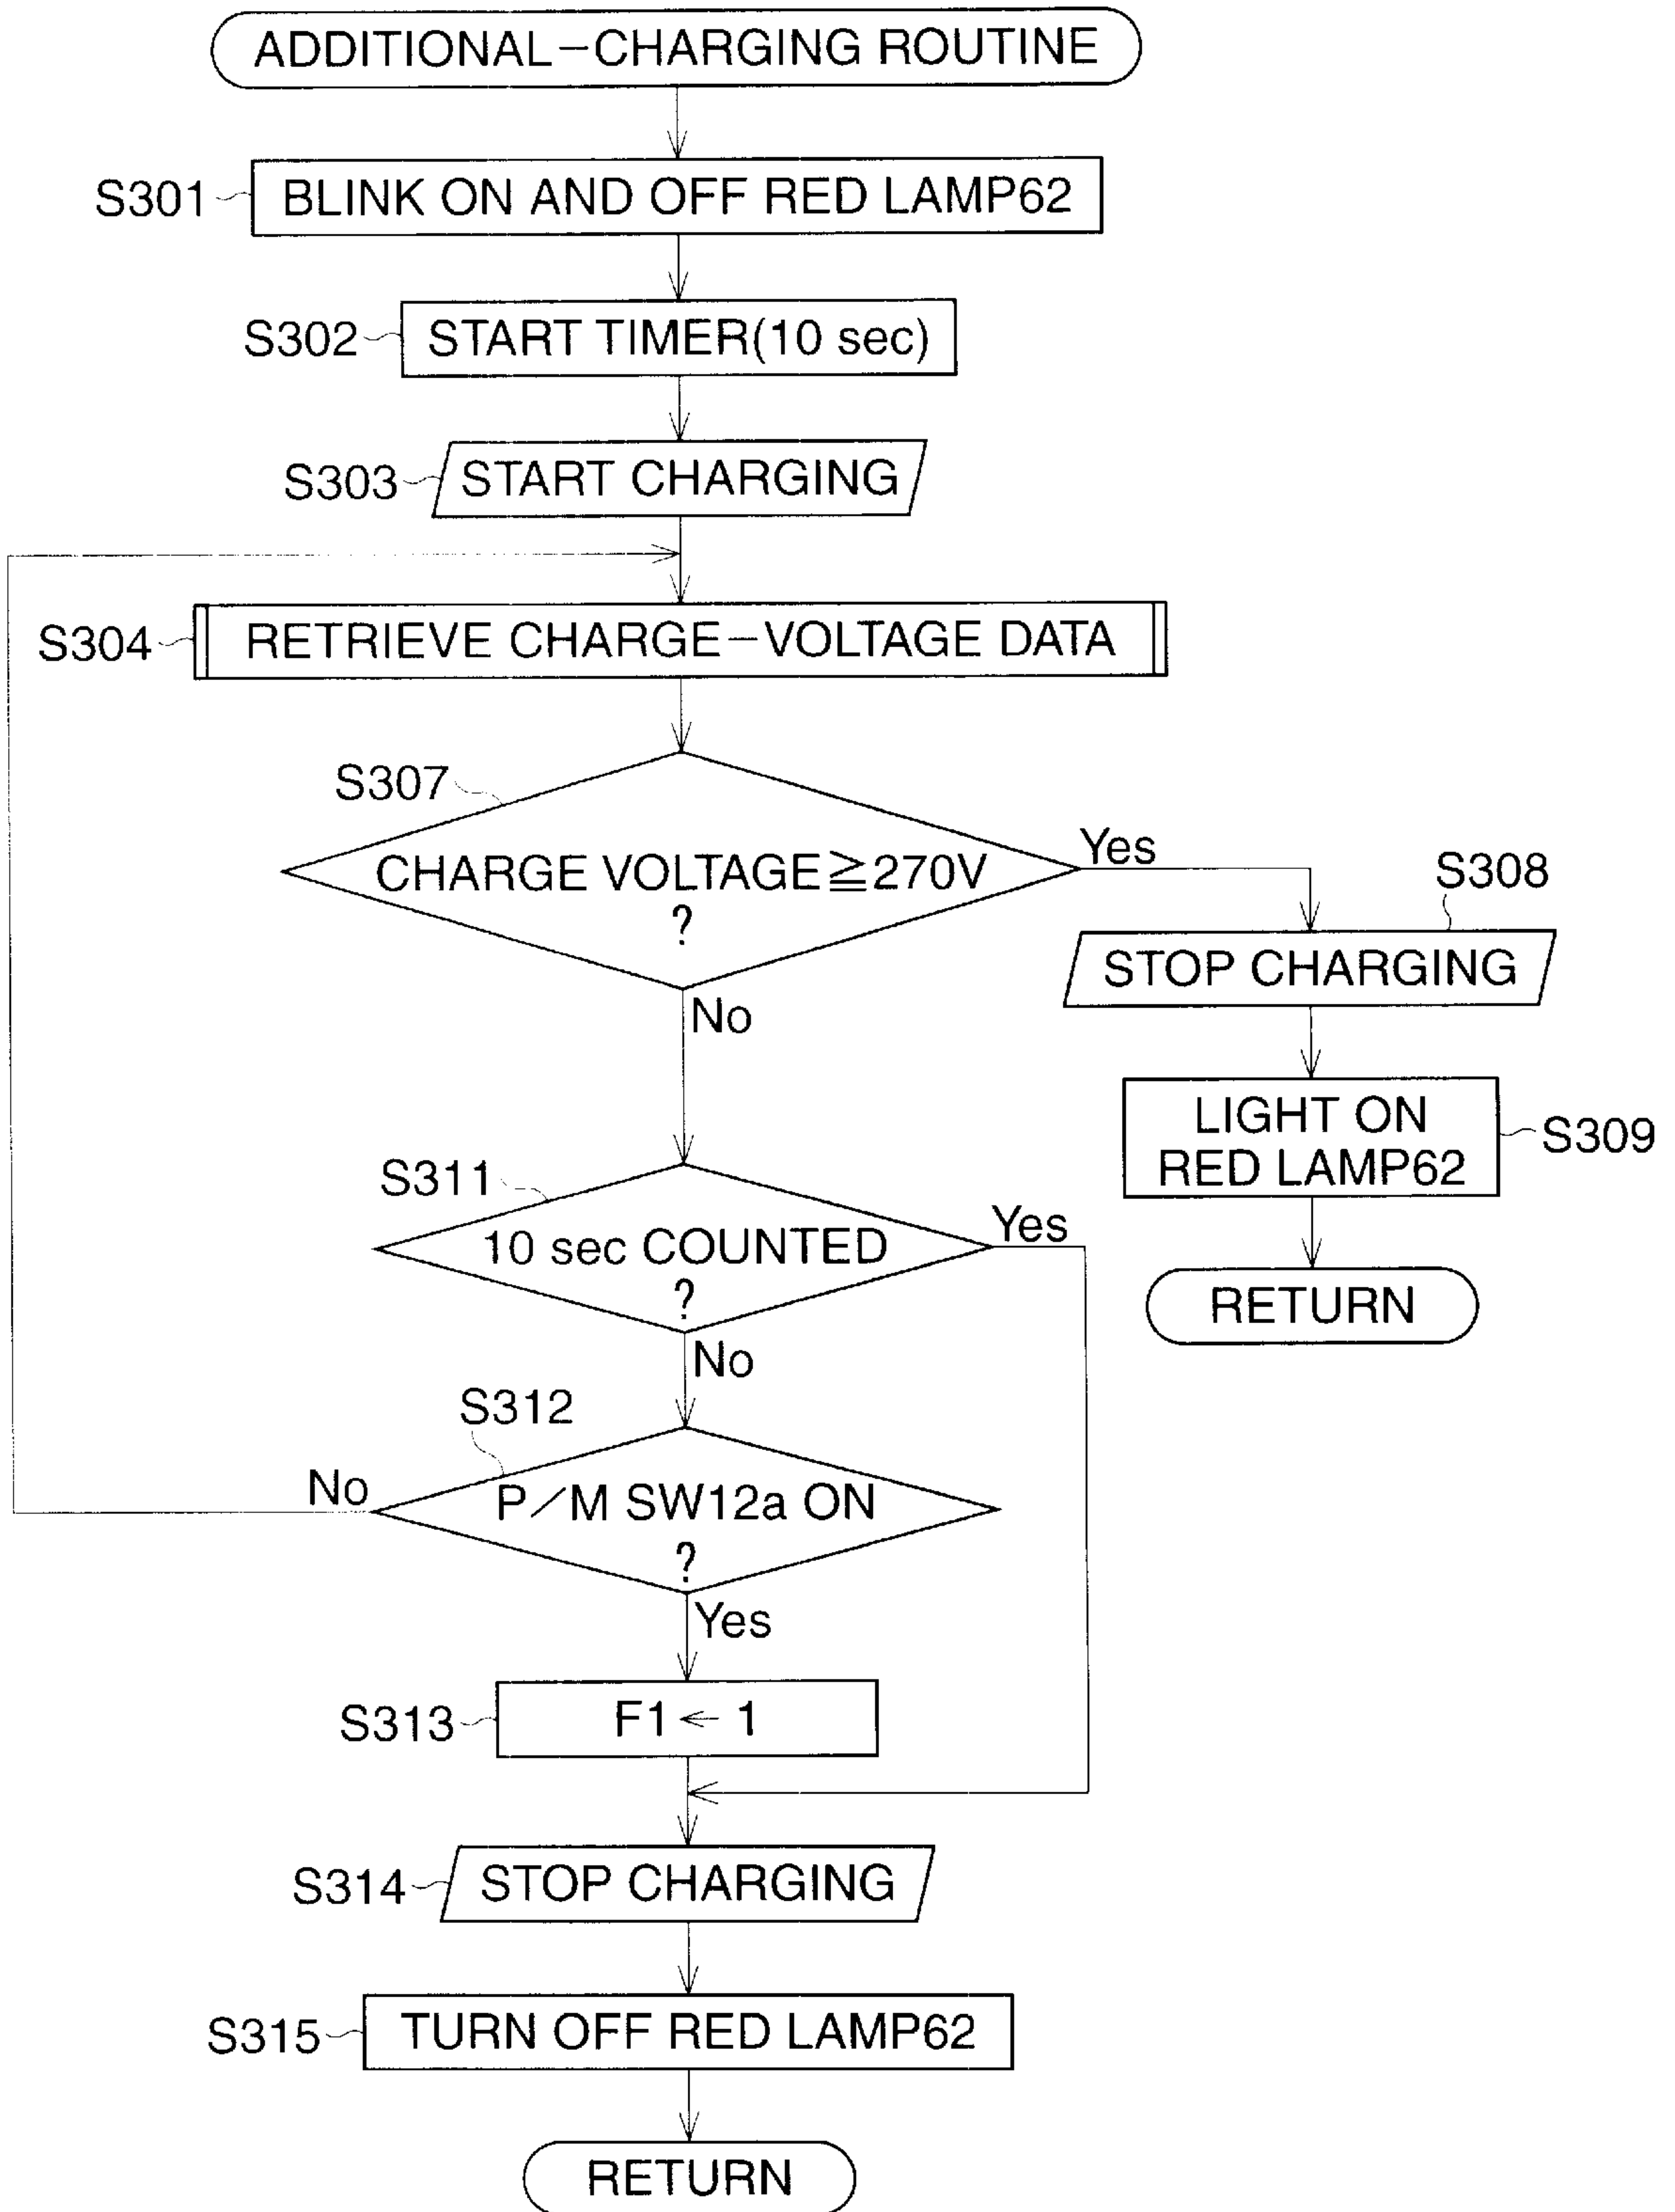 ADDITIONAL-CHARGING ROUTINE
S301
BLINK ON AND OFF RED LAMP62
S302
START TIMER(10 sec)
S303
START CHARGING
S304
RETRIEVE CHARGE-VOLTAGE DATA
S307
CHARGE VOLTAGE≧270V
?
Yes
No
S308
STOP CHARGING
LIGHT ON
RED LAMP62
S309
RETURN
S311
10 sec COUNTED
?
Yes
No
S312
P/M SW12a ON
?
No
Yes
S313
F1← 1
S314
STOP CHARGING
S315
TURN OFF RED LAMP62
RETURN